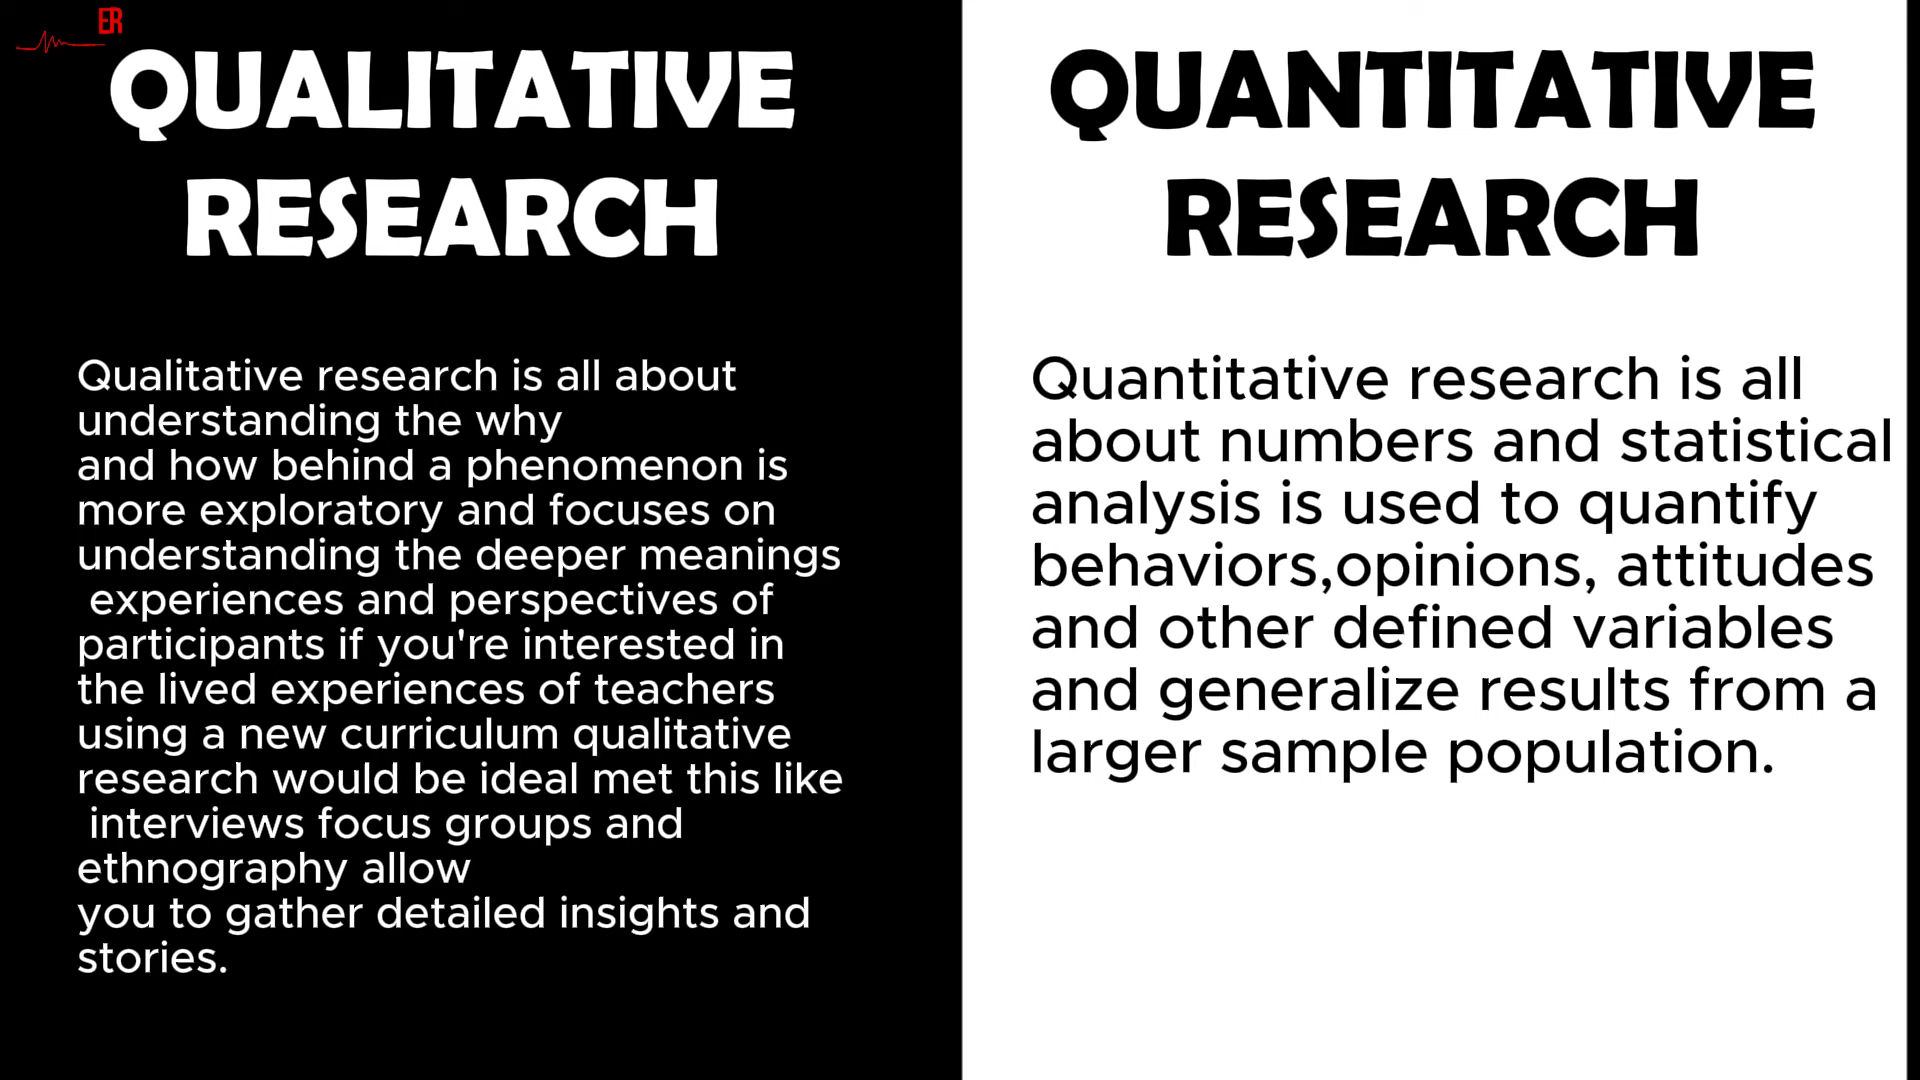 ER
QUALITATIVE
RESEARCH
Qualitative research is all about
understanding the why
and how behind a phenomenon is
more exploratory and focuses on
understanding the deeper meanings
experiences and perspectives of
participants if you're interested in
the lived experiences of teachers
using a new curriculum qualitative
research would be ideal met this like
interviews focus groups and
ethnography allow
you to gather detailed insights and
stories.
QUANTITATIVE
RESEARCH
Quantitative research is all
about numbers and statistical
analysis is used to quantify
behaviors,opinions, attitudes
and other defined variables
and generalize results from a
larger sample population.